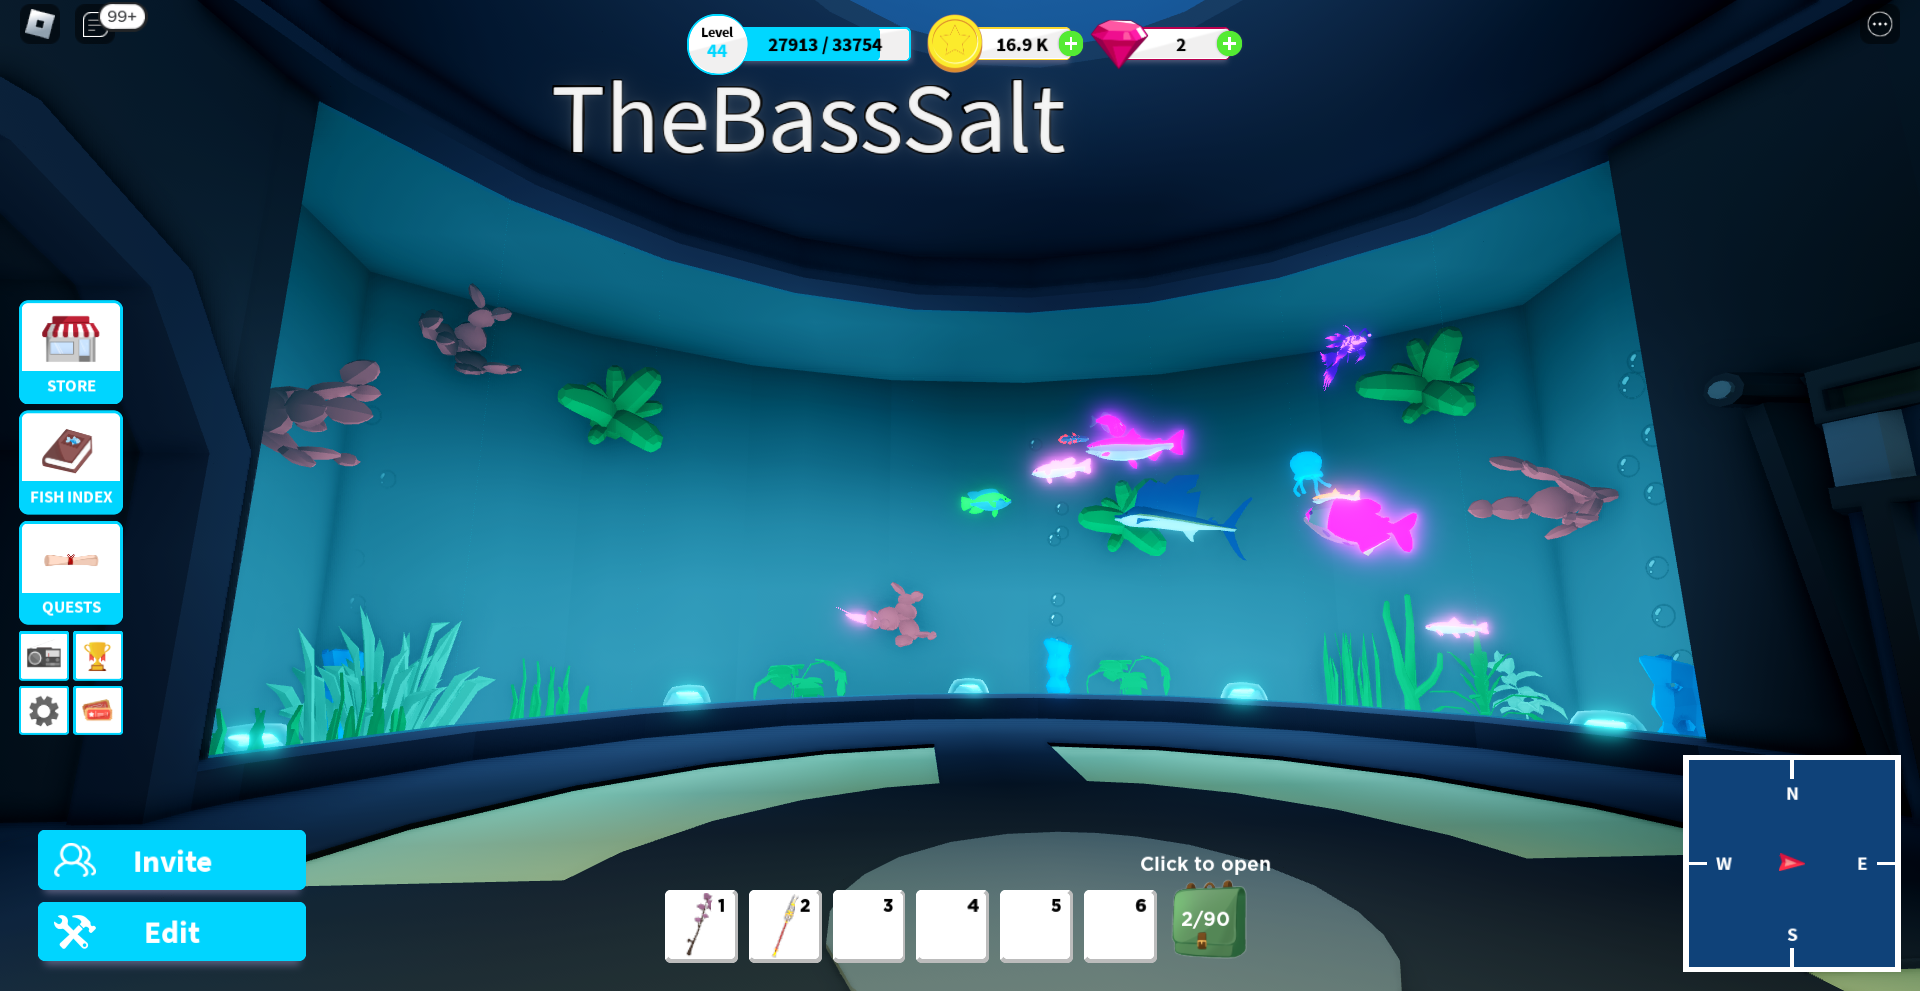 99+
Level
44
27913 / 33754
16.9 K
2
TheBassSalt
STORE
FISH INDEX
QUESTS
Invite
Edit
Click to open
1
2
3
4
5
6
2/90
N
W
E
S